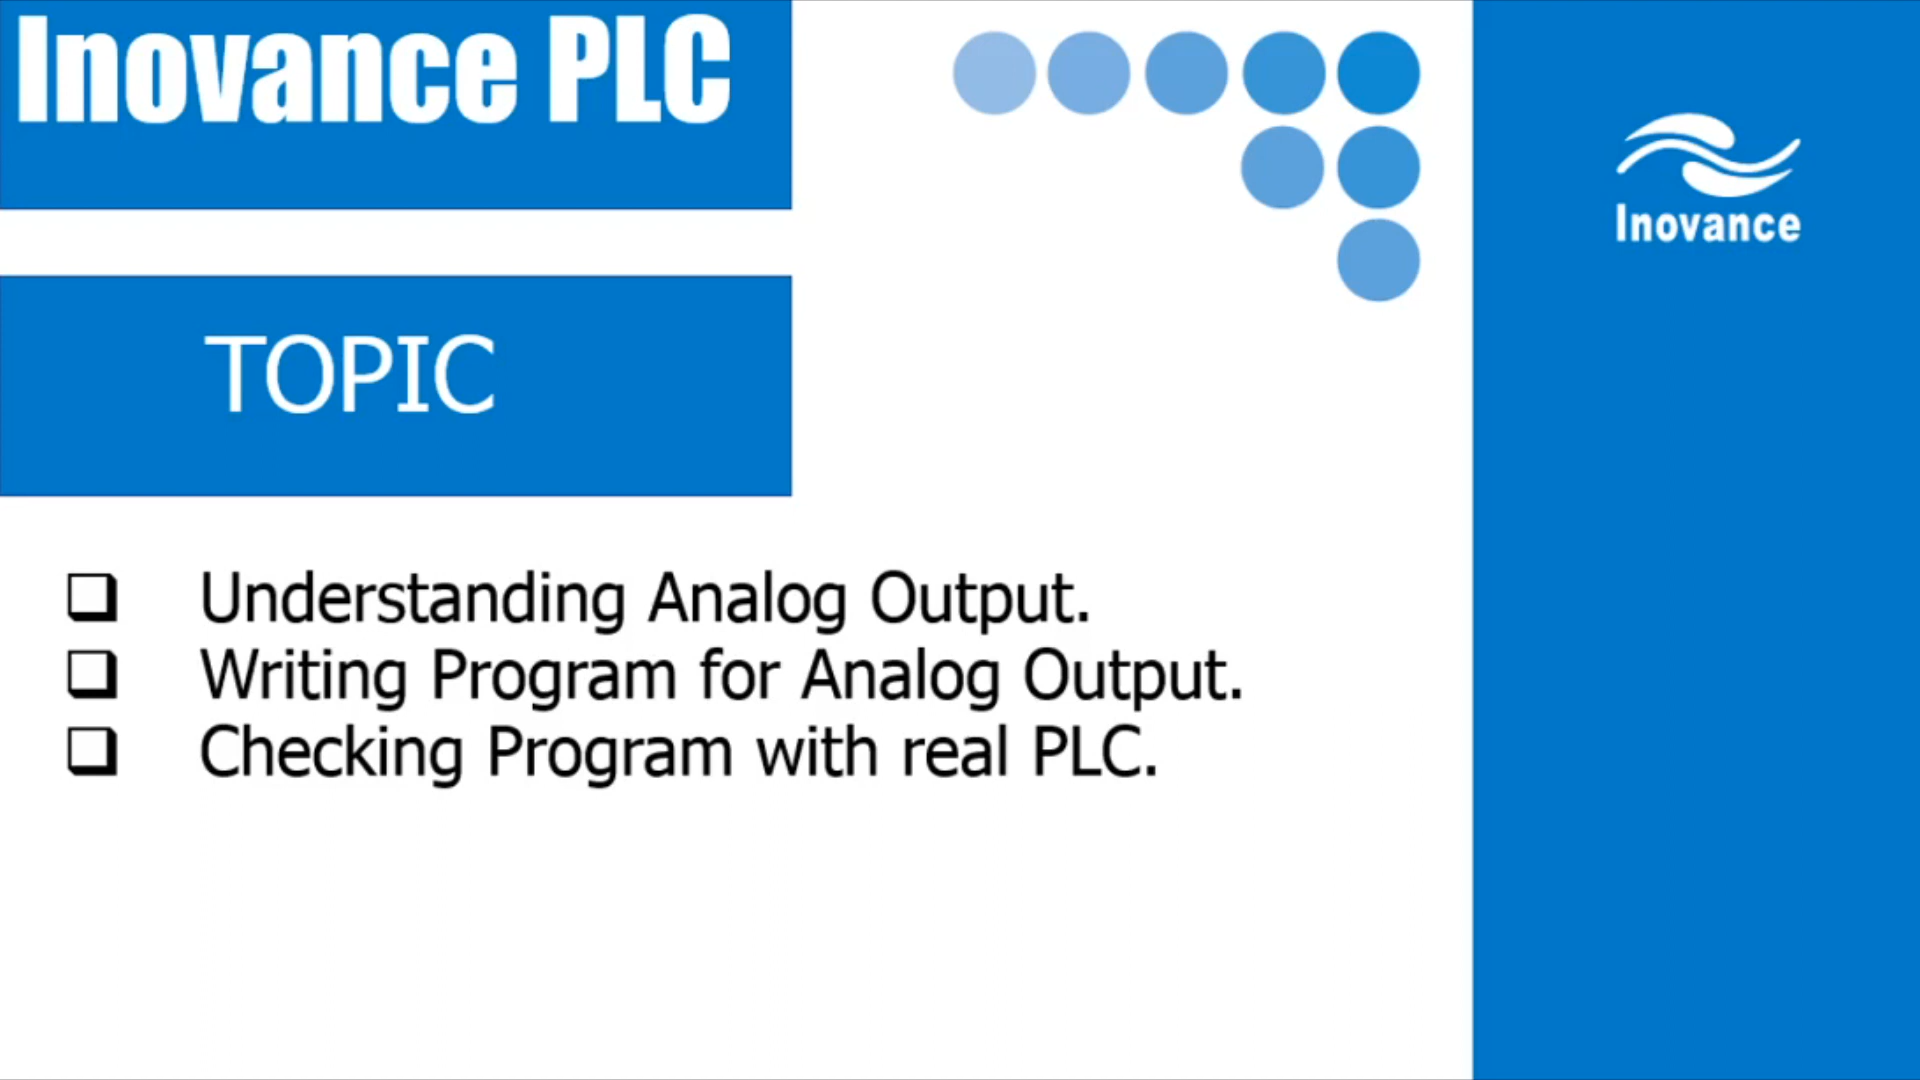 Inovance PLC
Inovance
TOPIC
Understanding Analog Output.
Writing Program for Analog Output.
Checking Program with real PLC.